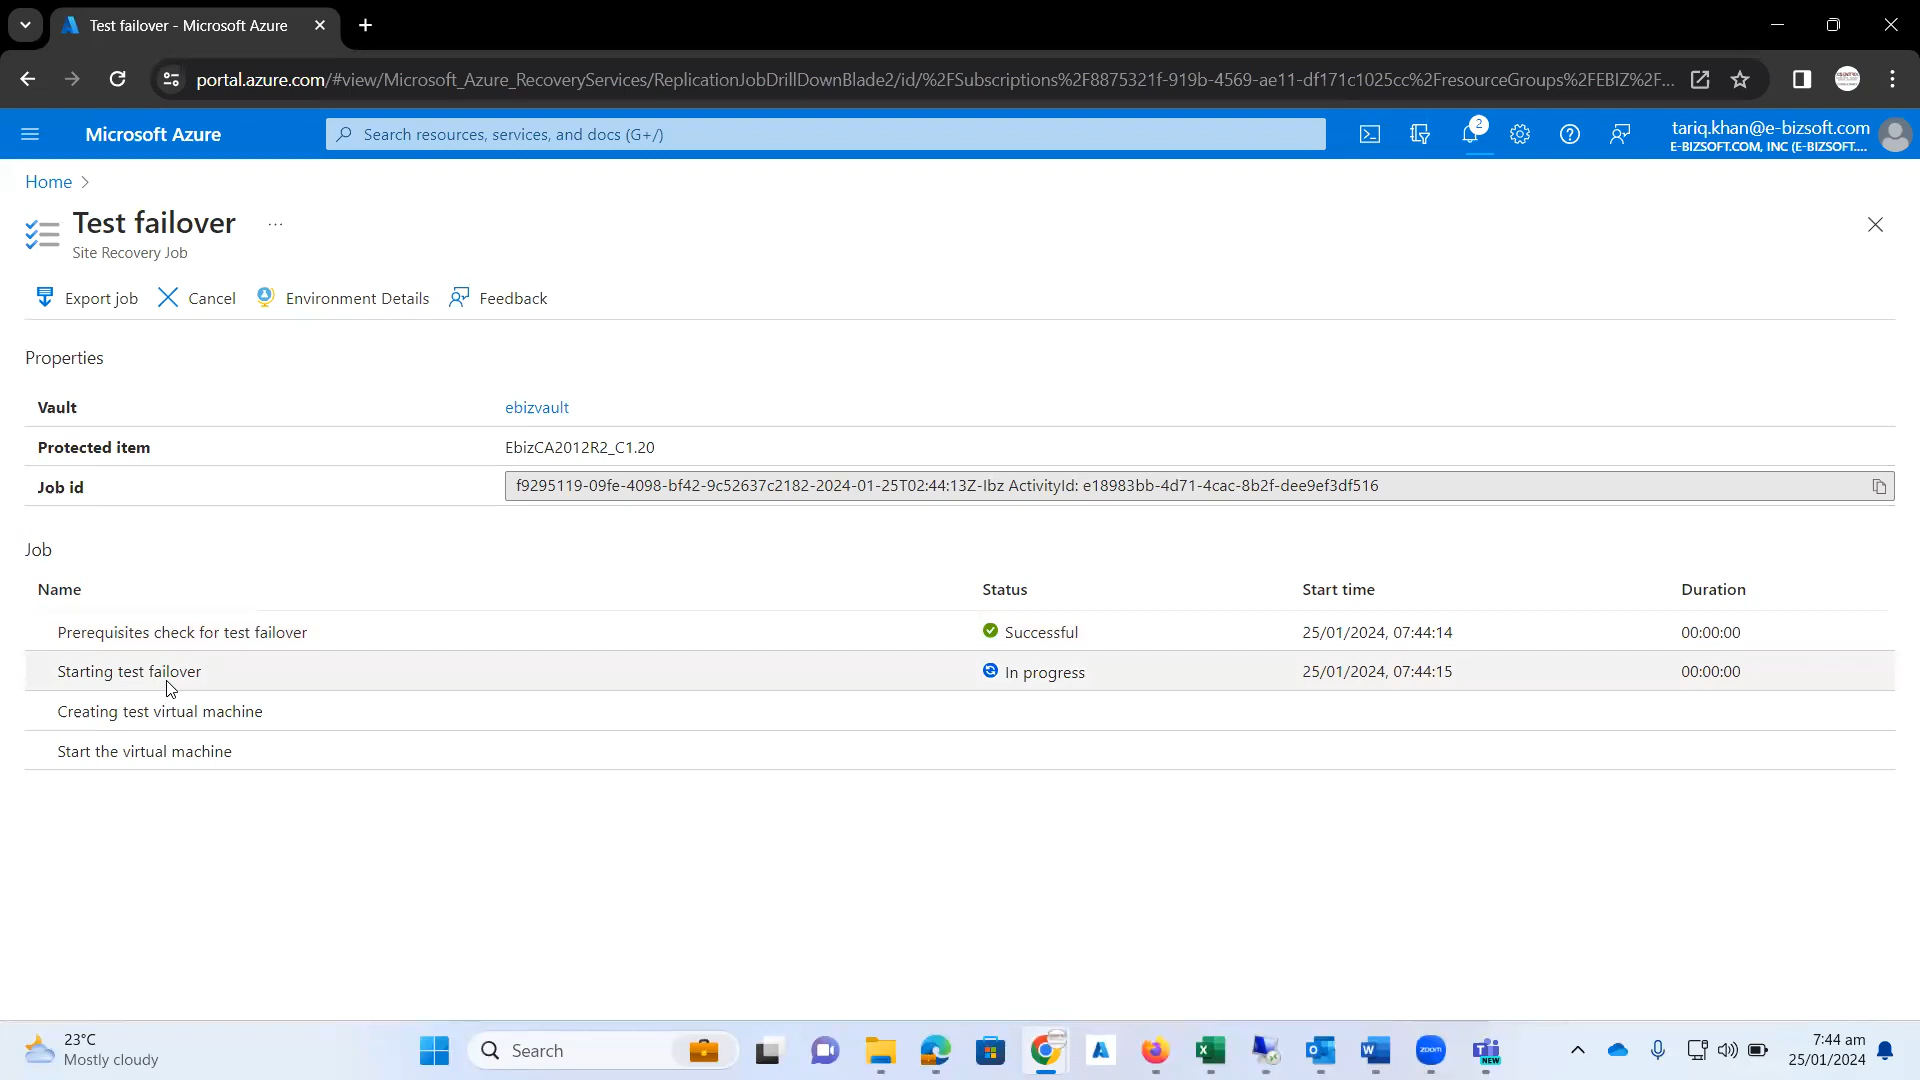 Test failover - Microsoft Azure
portal.azure.com/#view/Microsoft_Azure_RecoveryServices/ReplicationJobDrillDownBlade2/id/%2FSubscriptions%2F8875321f-919b-4569-ae11-df171c1025cc%2FresourceGroups%2FEBIZ%2F...
Microsoft Azure
Search resources, services, and docs (G+/)
2
tariq.khan@e-bizsoft.com
E-BIZSOFT.COM, INC (E-BIZSOFT....
Home >
Test failover ...
Site Recovery Job
Export job Cancel Environment Details Feedback
Properties
Vault ebizvault
Protected item EbizCA2012R2_C1.20
Job id f9295119-09fe-4098-bf42-9c52637c2182-2024-01-25T02:44:13Z-Ibz ActivityId: e18983bb-4d71-4cac-8b2f-dee9ef3df516
Job
Name Status Start time Duration
Prerequisites check for test failover Successful 25/01/2024, 07:44:14 00:00:00
Starting test failover In progress 25/01/2024, 07:44:15 00:00:00
Creating test virtual machine
Start the virtual machine
23°C
Mostly cloudy
Search
zoom
NEW
7:44 am
25/01/2024